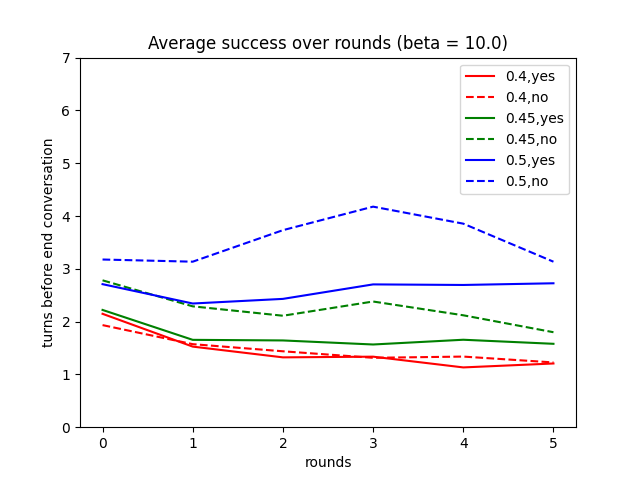 Average success over rounds (beta = 10.0)
7
6
5
4
3
2
1
0
turns before end conversation
0.4,yes
0.4,no
0.45,yes
0.45,no
0.5,yes
0.5,no
0 1 2 3 4 5
rounds